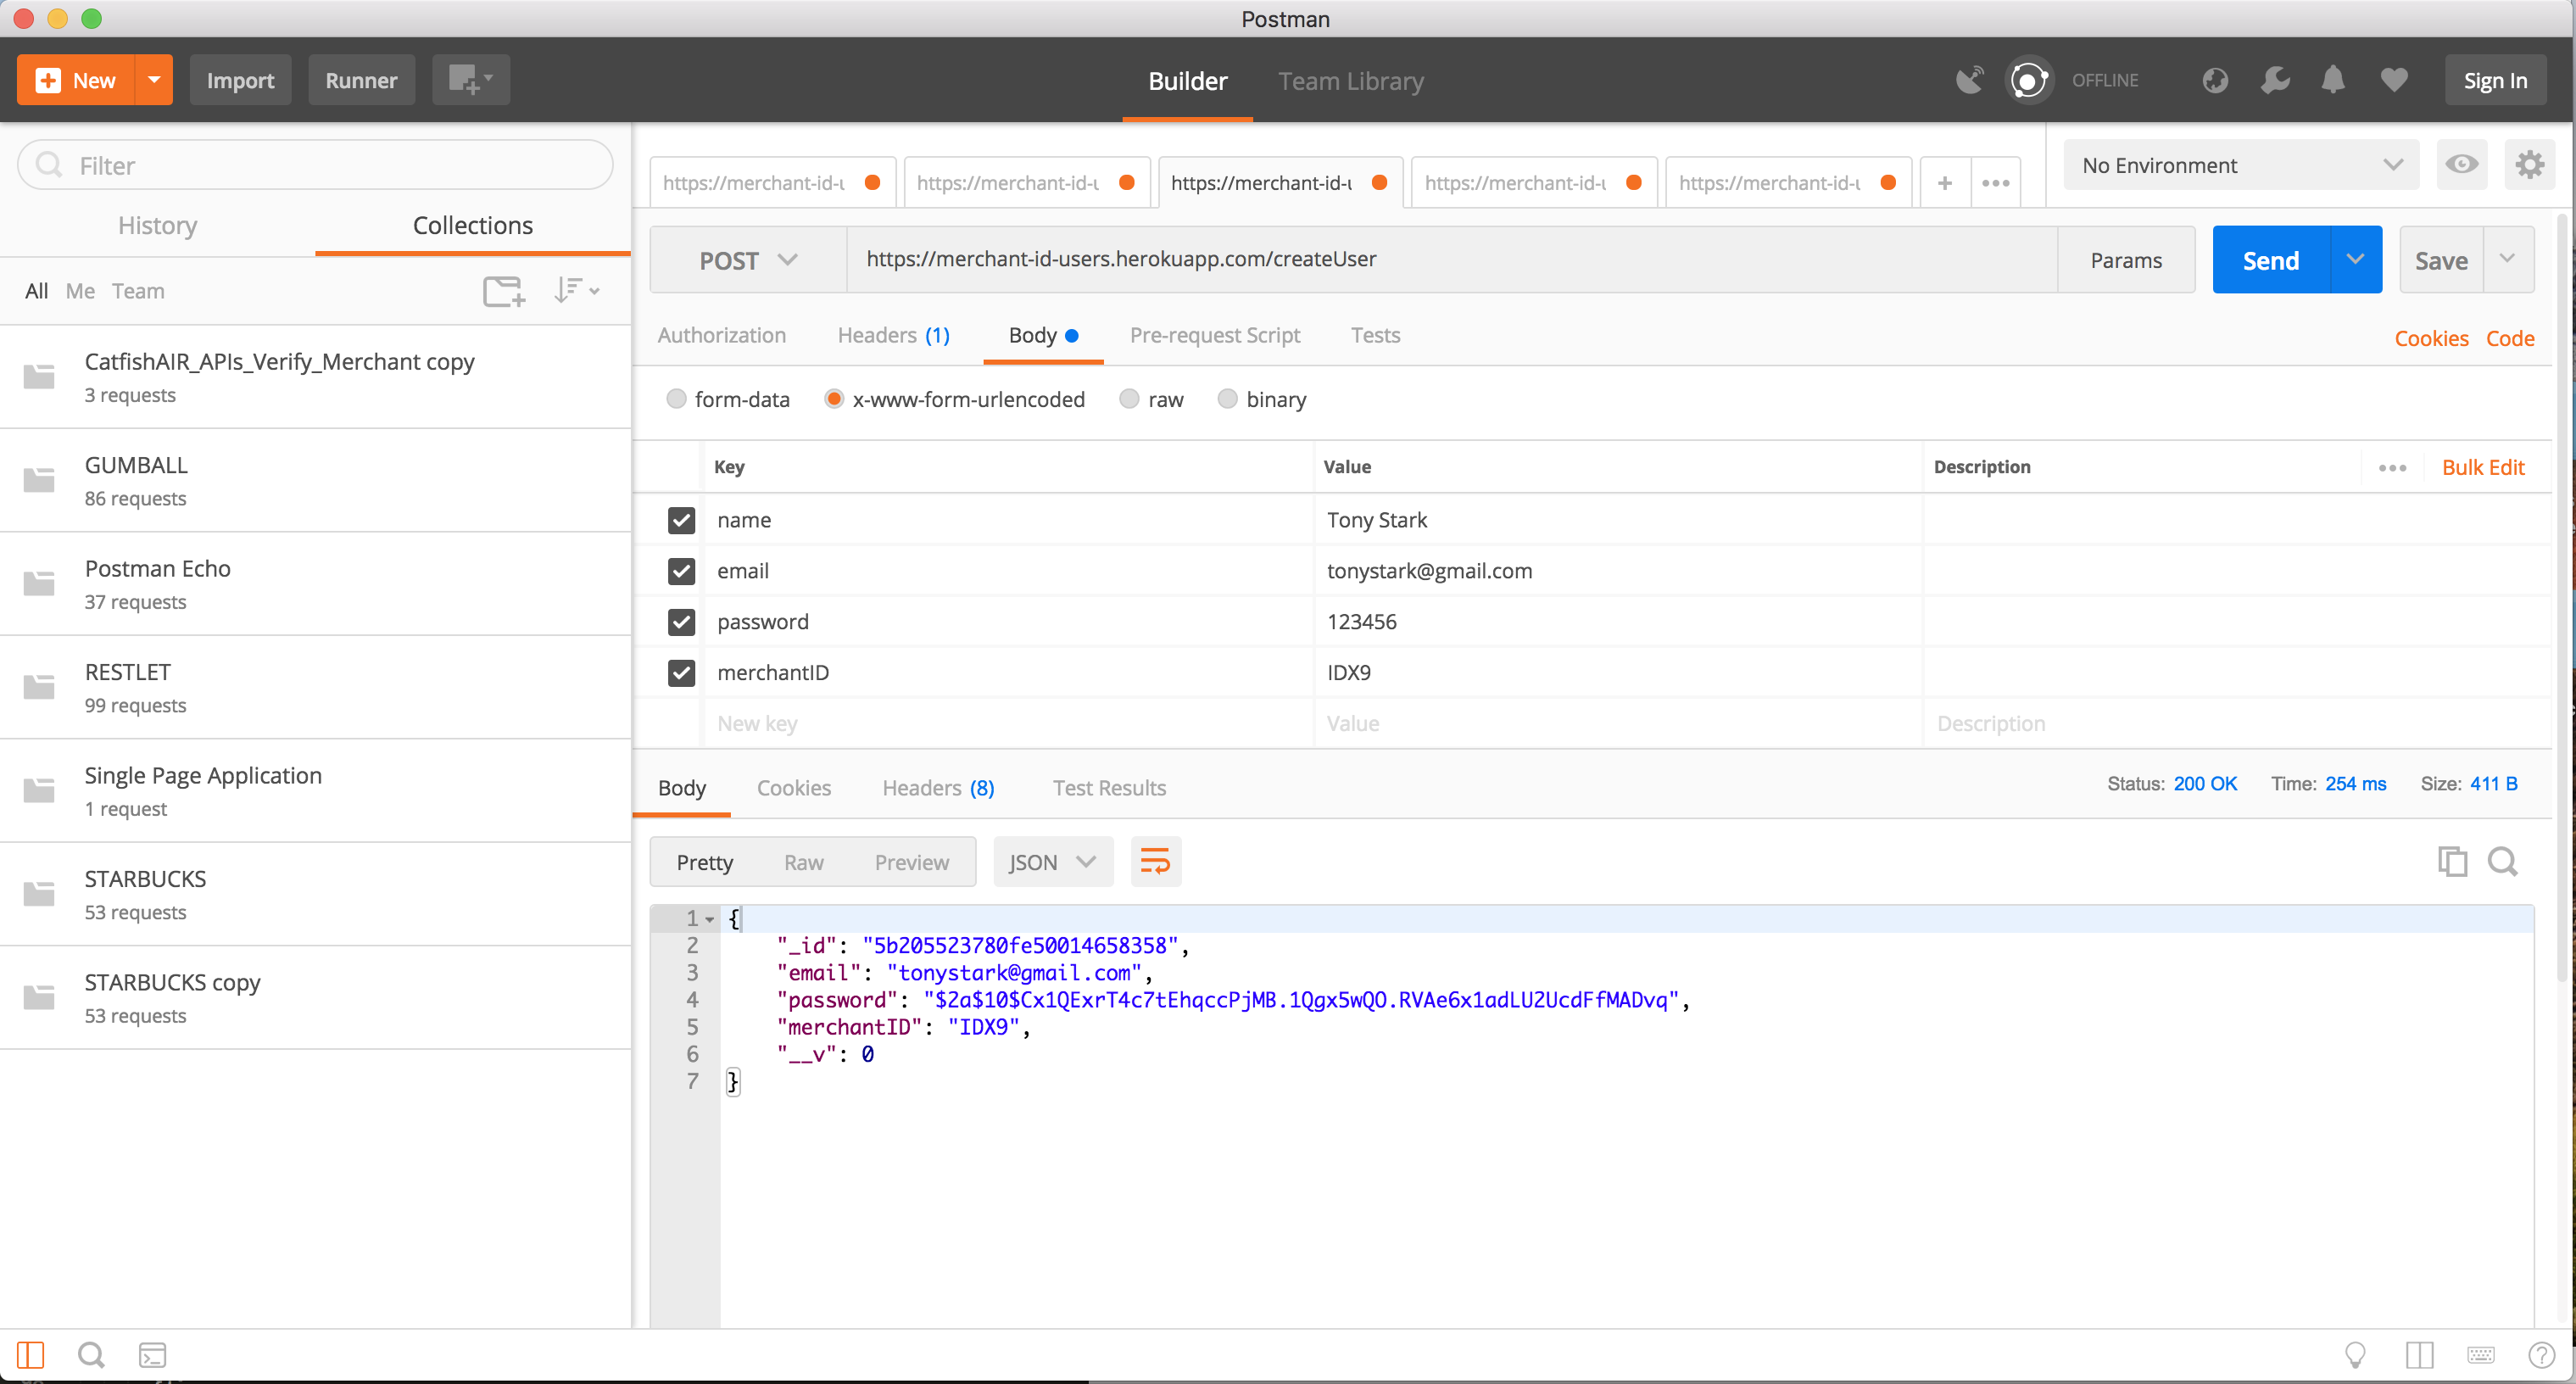 Postman
New
Import
Runner
Builder
Team Library
OFFLINE
Sign In
Filter
History
Collections
All Me Team
CatfishAIR_APIs_Verify_Merchant copy
3 requests
GUMBALL
86 requests
Postman Echo
37 requests
RESTLET
99 requests
Single Page Application
1 request
STARBUCKS
53 requests
STARBUCKS copy
53 requests
https://merchant-id-u
https://merchant-id-u
https://merchant-id-u
https://merchant-id-u
https://merchant-id-u
No Environment
POST
https://merchant-id-users.herokuapp.com/createUser
Params
Send
Save
Authorization
Headers (1)
Body
Pre-request Script
Tests
Cookies
Code
form-data
x-www-form-urlencoded
raw
binary
Key Value Description
Bulk Edit
name Tony Stark
email tonystark@gmail.com
password 123456
merchantID IDX9
New key Value Description
Body
Cookies
Headers (8)
Test Results
Status: 200 OK
Time: 254 ms
Size: 411 B
Pretty
Raw
Preview
JSON
1 {
2 "_id": "5b205523780fe50014658358",
3 "email": "tonystark@gmail.com",
4 "password": "$2a$10$Cx1QExrT4c7tEhqccPjMB.1Qgx5wQO.RVAe6x1adLU2UcdFfMADvq",
5 "merchantID": "IDX9",
6 "__v": 0
7 }